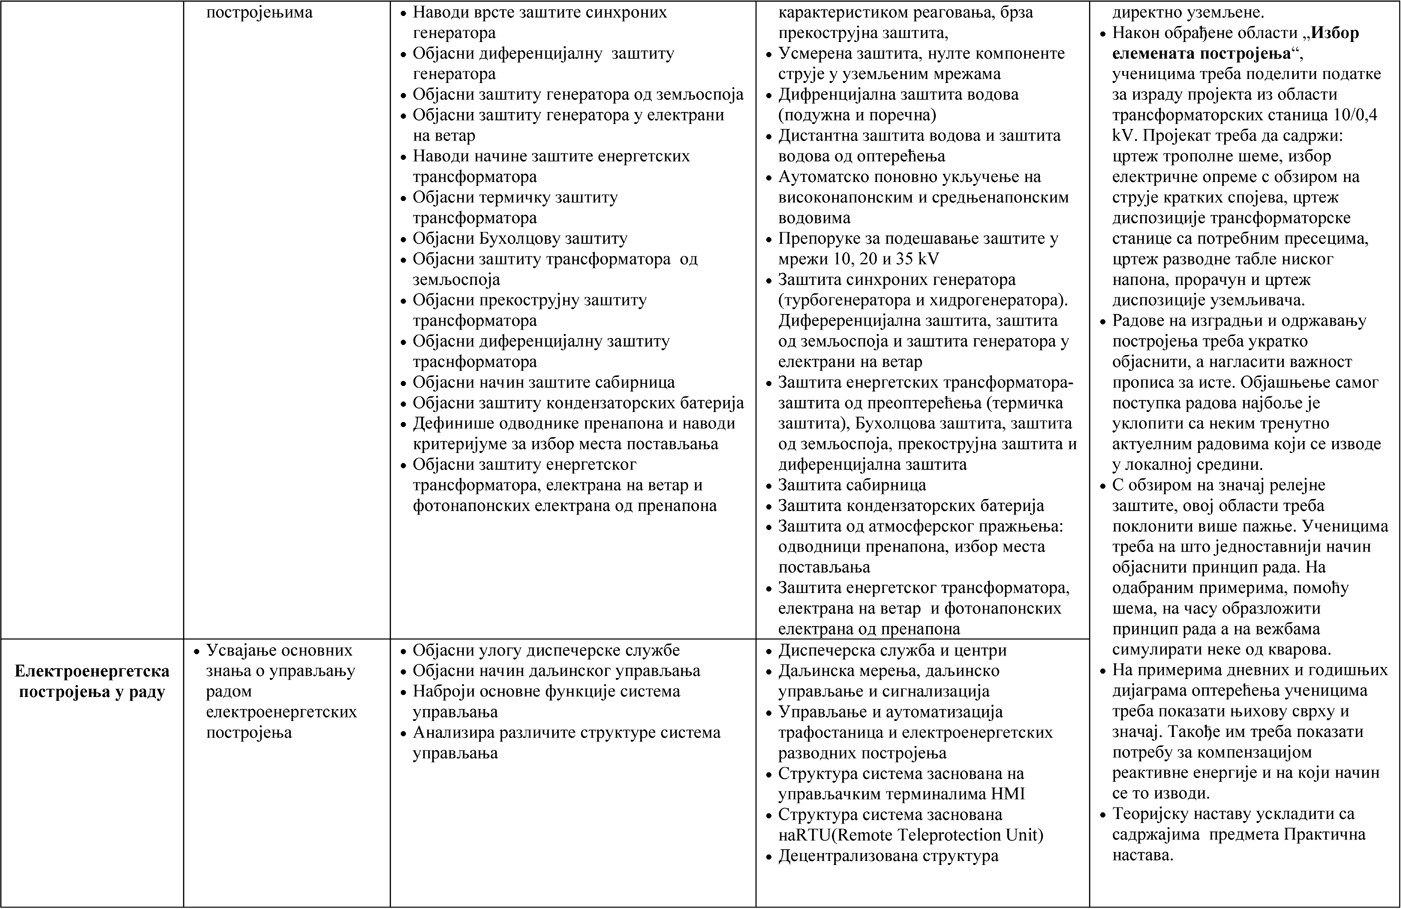 постројењима
• Наводи врсте заштите синхроних
генератора
• Објасни диференцијалну  заштиту
генератора
• Објасни заштиту генератора од земљоспоја
• Објасни заштиту генератора у електрани
на ветар
• Наводи начине заштите енергетских
трансформатора
• Објасни термичку заштиту
трансформатора
• Објасни Бухолцову заштиту
• Објасни заштиту трансформатора  од
земљоспоја
• Објасни прекострујну заштиту
трансформатора
• Објасни диференцијалну заштиту
траснформатора
• Објасни начин заштите сабирница
• Објасни заштиту кондензаторских батерија
• Дефинише одводнике пренапона и наводи
критеријуме за избор места постављања
• Објасни заштиту енергетског
трансформатора, електрана на ветар и
фотонапонских електрана од пренапона
карактеристиком реаговања, брза
прекострујна заштита,
• Усмерена заштита, нулте компоненте
струје у уземљеним мрежама
• Дифренцијална заштита водова
(подужна и поречна)
• Дистантна заштита водова и заштита
водова од оптерећења
• Аутоматско поновно укључење на
високонапонским и средњенапонским
водовима
• Препоруке за подешавање заштите у
мрежи 10, 20 и 35 kV
• Заштита синхроних генератора
(турбогенератора и хидрогенератора).
Дифереренцијална заштита, заштита
од земљоспоја и заштита генератора у
електрани на ветар
• Заштита енергетских трансформатора-
заштита од преоптерећења (термичка
заштита), Бухолцова заштита, заштита
од земљоспоја, прекострујна заштита и
диференцијална заштита
• Заштита сабирница
• Заштита кондензаторских батерија
• Заштита од атмосферског пражњења:
одводници пренапона, избор места
постављања
• Заштита енергетског трансформатора,
електрана на ветар  и фотонапонских
електрана од пренапона
директно уземљене.
• Након обрађене области „Избор
елемената постројења“,
ученицима треба поделити податке
за израду пројекта из области
трансформаторских станица 10/0,4
kV. Пројекат треба да садржи:
цртеж трополне шеме, избор
електричне опреме с обзиром на
струје кратких спојева, цртеж
диспозиције трансформаторске
станице са потребним пресецима,
цртеж разводне табле ниског
напона, прорачун и цртеж
диспозиције уземљивача.
• Радове на изградњи и одржавању
постројења треба укратко
објаснити, а нагласити важност
прописа за исте. Објашњење самог
поступка радова најбоље је
уклопити са неким тренутно
актуелним радовима који се изводе
у локалној средини.
• С обзиром на значај релејне
заштите, овој области треба
поклонити више пажње. Ученицима
треба на што једноставнији начин
објаснити принцип рада. На
одабраним примерима, помоћу
шема, на часу образложити
принцип рада а на вежбама
симулирати неке од кварова.
• На примерима дневних и годишњих
дијаграма оптерећења ученицима
треба показати њихову сврху и
значај. Такође им треба показати
потребу за компензацијом
реактивне енергије и на који начин
се то изводи.
• Теоријску наставу ускладити са
садржајима  предмета Практична
настава.
Електроенергетска
постројења у раду
• Усвајање основних
знања о управљању
радом
електроенергетских
постројења
• Објасни улогу диспечерске службе
• Објасни начин даљинског управљања
• Наброји основне функције система
управљања
• Анализира различите структуре система
управљања
• Диспечерска служба и центри
• Даљинска мерења, даљинско
управљање и сигнализација
• Управљање и аутоматизација
трафостаница и електроенергетских
разводних постројења
• Структура система заснована на
управљачким терминалима HMI
• Структура система заснована
наRTU(Remote Teleprotection Unit)
• Децентрализована структура